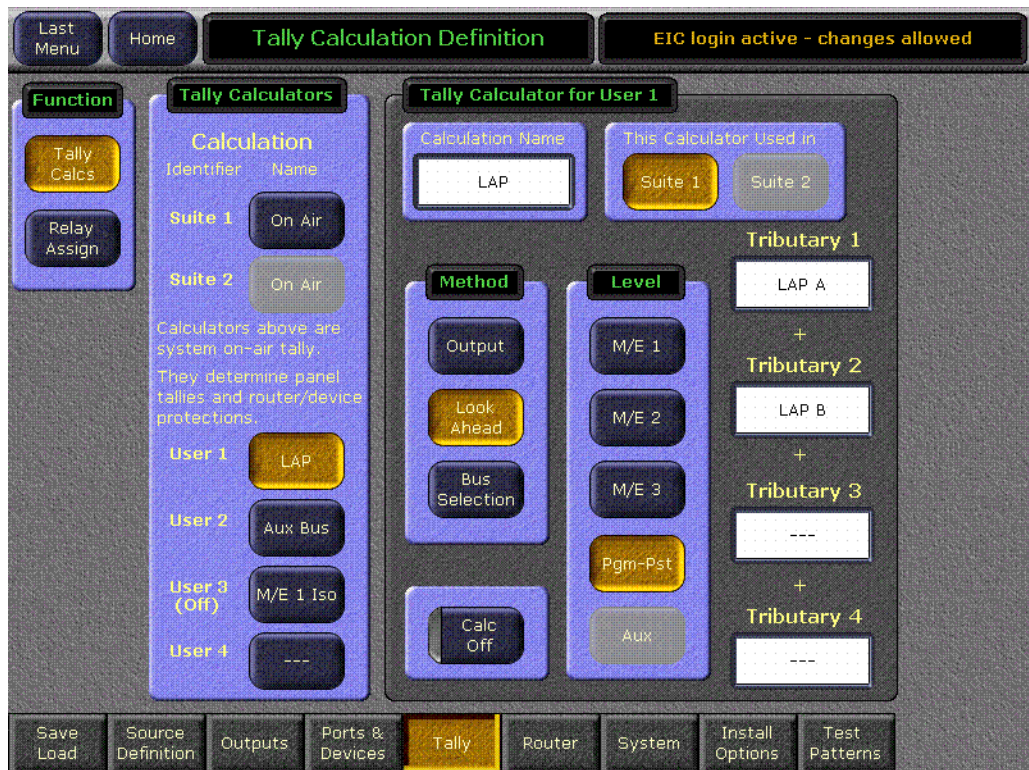 Last
Menu
Home
Tally Calculation Definition
EIC login active - changes allowed
Function
Tally
Calcs
Relay
Assign
Tally Calculators
Calculation
Identifier Name
Suite 1 On Air
Suite 2 On Air
Calculators above are
system on-air tally.
They determine panel
tallies and router/device
protections.
User 1 LAP
User 2 Aux Bus
User 3
(Off)
M/E 1 Iso
User 4 ---
Tally Calculator for User 1
Calculation Name
LAP
This Calculator Used in
Suite 1 Suite 2
Method
Output
Look
Ahead
Bus
Selection
Calc
Off
Level
M/E 1
M/E 2
M/E 3
Pgm-Pst
Aux
Tributary 1
LAP A
+
Tributary 2
LAP B
+
Tributary 3
---
+
Tributary 4
---
Save
Load
Source
Definition
Outputs
Ports &
Devices
Tally
Router
System
Install
Options
Test
Patterns